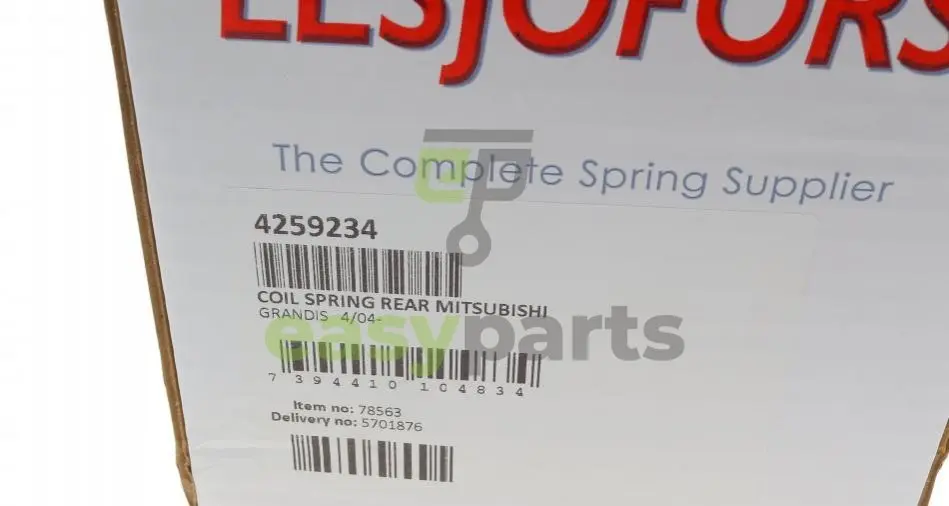 LESJOFORS
The Complete Spring Supplier
4259234
COIL SPRING REAR MITSUBISHI
GRANDIS 4/04-
easyparts
7 394410 104834
Item no: 78563
Delivery no: 5701876